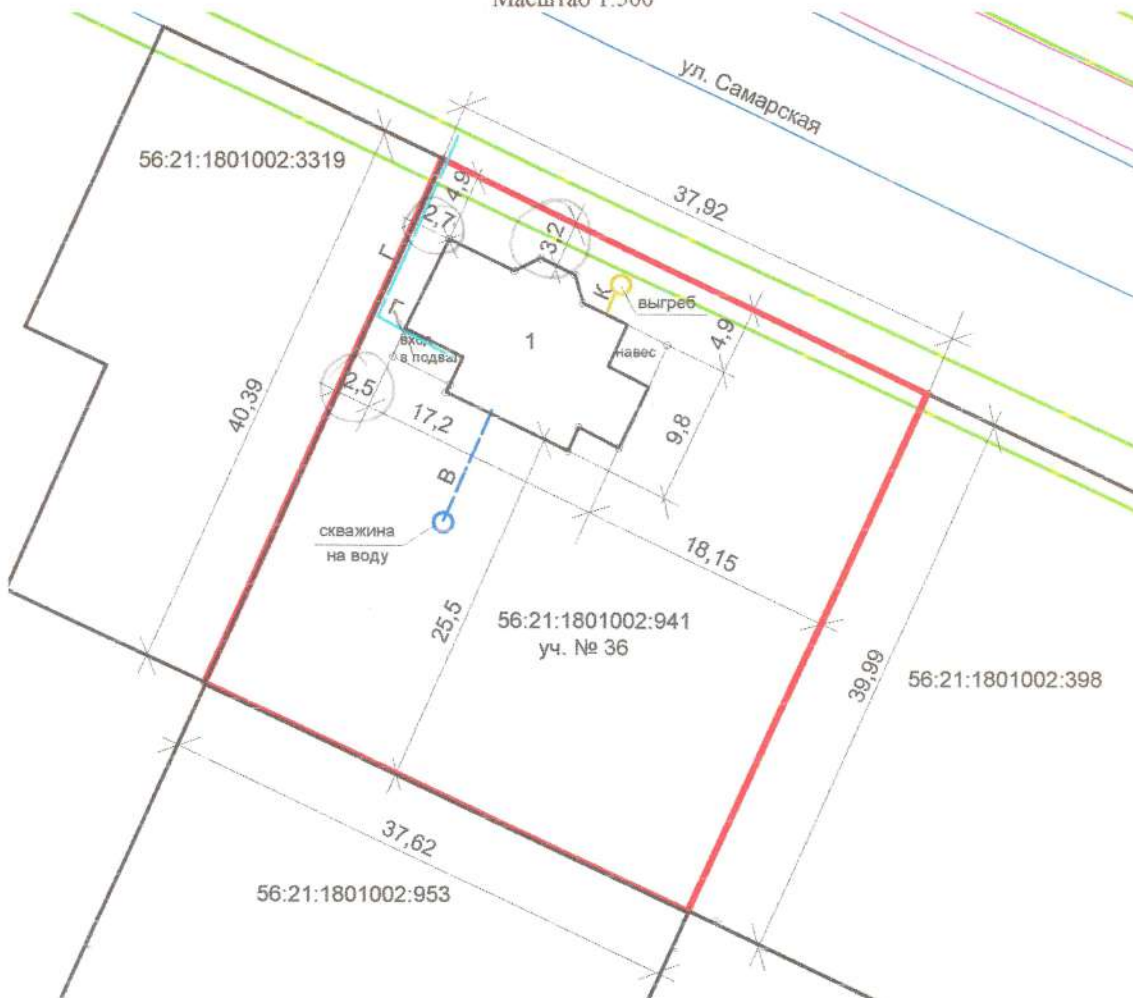 Масштаб 1:500
ул. Самарская
56:21:1801002:3319
37,92
4,9
2,7
3,2
Г
Г
К
выгреб
1
навес
4,9
вход
в подвал
2,5
17,2
40,39
9,8
В
скважина
на воду
18,15
25,5
56:21:1801002:941
уч. № 36
39,99
56:21:1801002:398
37,62
56:21:1801002:953